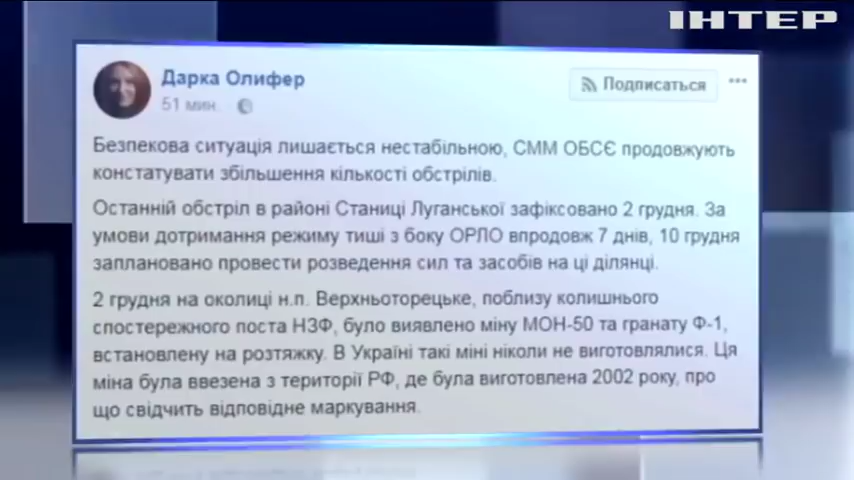 ІНТЕР
Дарка Олифер
51 мин.
Подписаться
Безпекова ситуація лишається нестабільною, СММ ОБСЄ продовжують
констатувати збільшення кількості обстрілів.
Останній обстріл в районі Станиці Луганської зафіксовано 2 грудня. За
умови дотримання режиму тиші з боку ОРЛО впродовж 7 днів, 10 грудня
заплановано провести розведення сил та засобів на ці ділянці.
2 грудня на околиці н.п. Верхньоторецьке, поблизу колишнього
спостережного поста НЗФ, було виявлено міну МОН-50 та гранату Ф-1,
встановлену на розтяжку. В Україні такі міні ніколи не виготовлялися. Ця
міна була ввезена з території РФ, де була виготовлена 2002 року, про
що свідчить відповідне маркування.